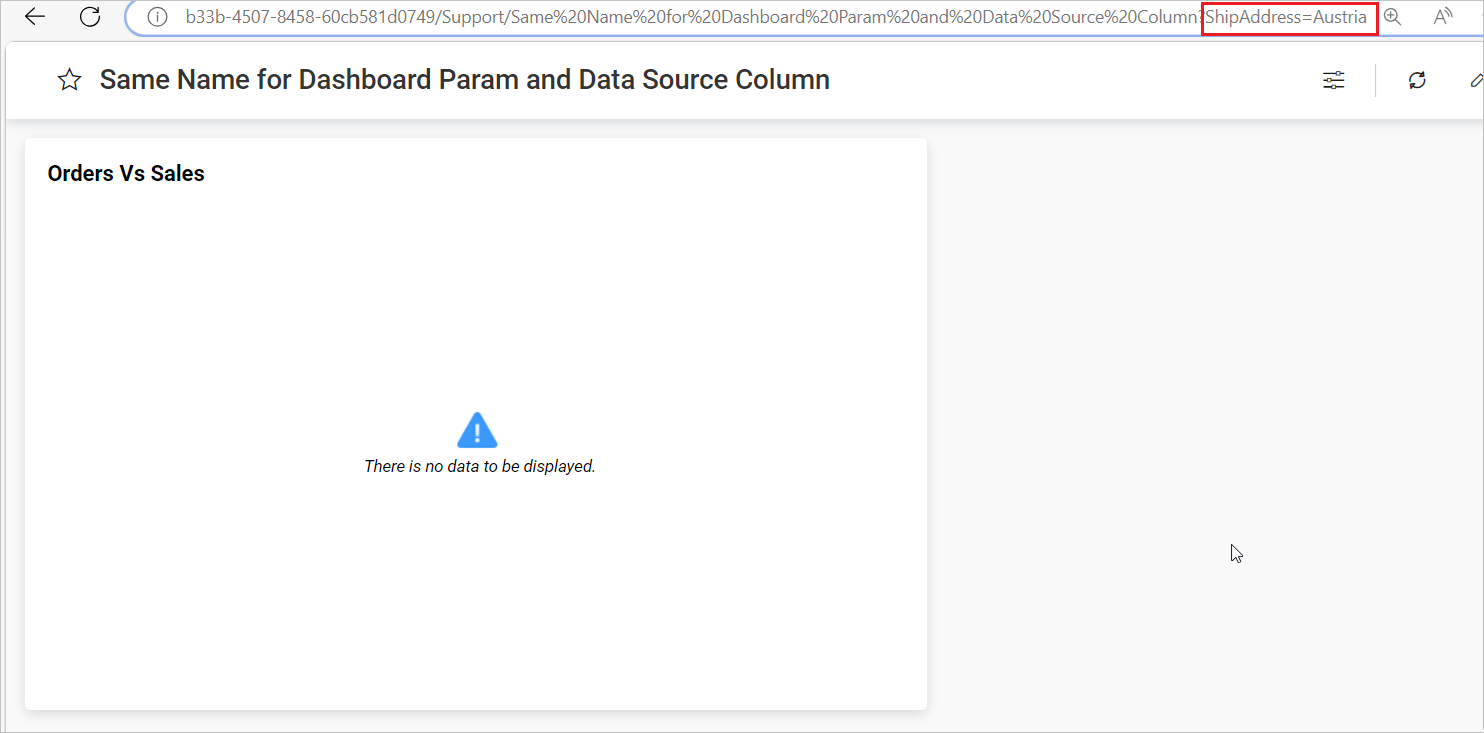 b33b-4507-8458-60cb581d0749/Support/Same%20Name%20for%20Dashboard%20Param%20and%20Data%20Source%20Column?ShipAddress=Austria
Same Name for Dashboard Param and Data Source Column
Orders Vs Sales
There is no data to be displayed.